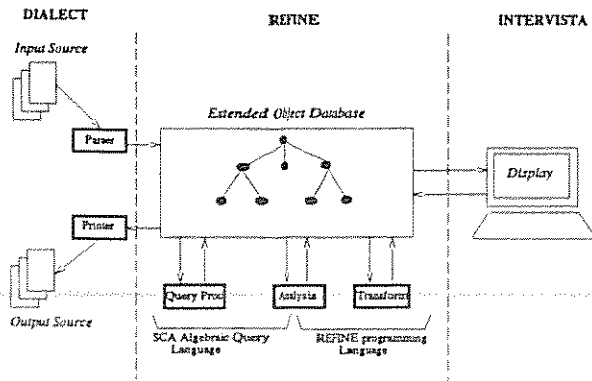 DIALECT
REFINE
INTERVISTA
Input Source
Extended Object Database
Parser
Display
Printer
Query Proc
Analysis
Transform
Output Source
SCA Algebraic Query
Language
REFINE programming
Language